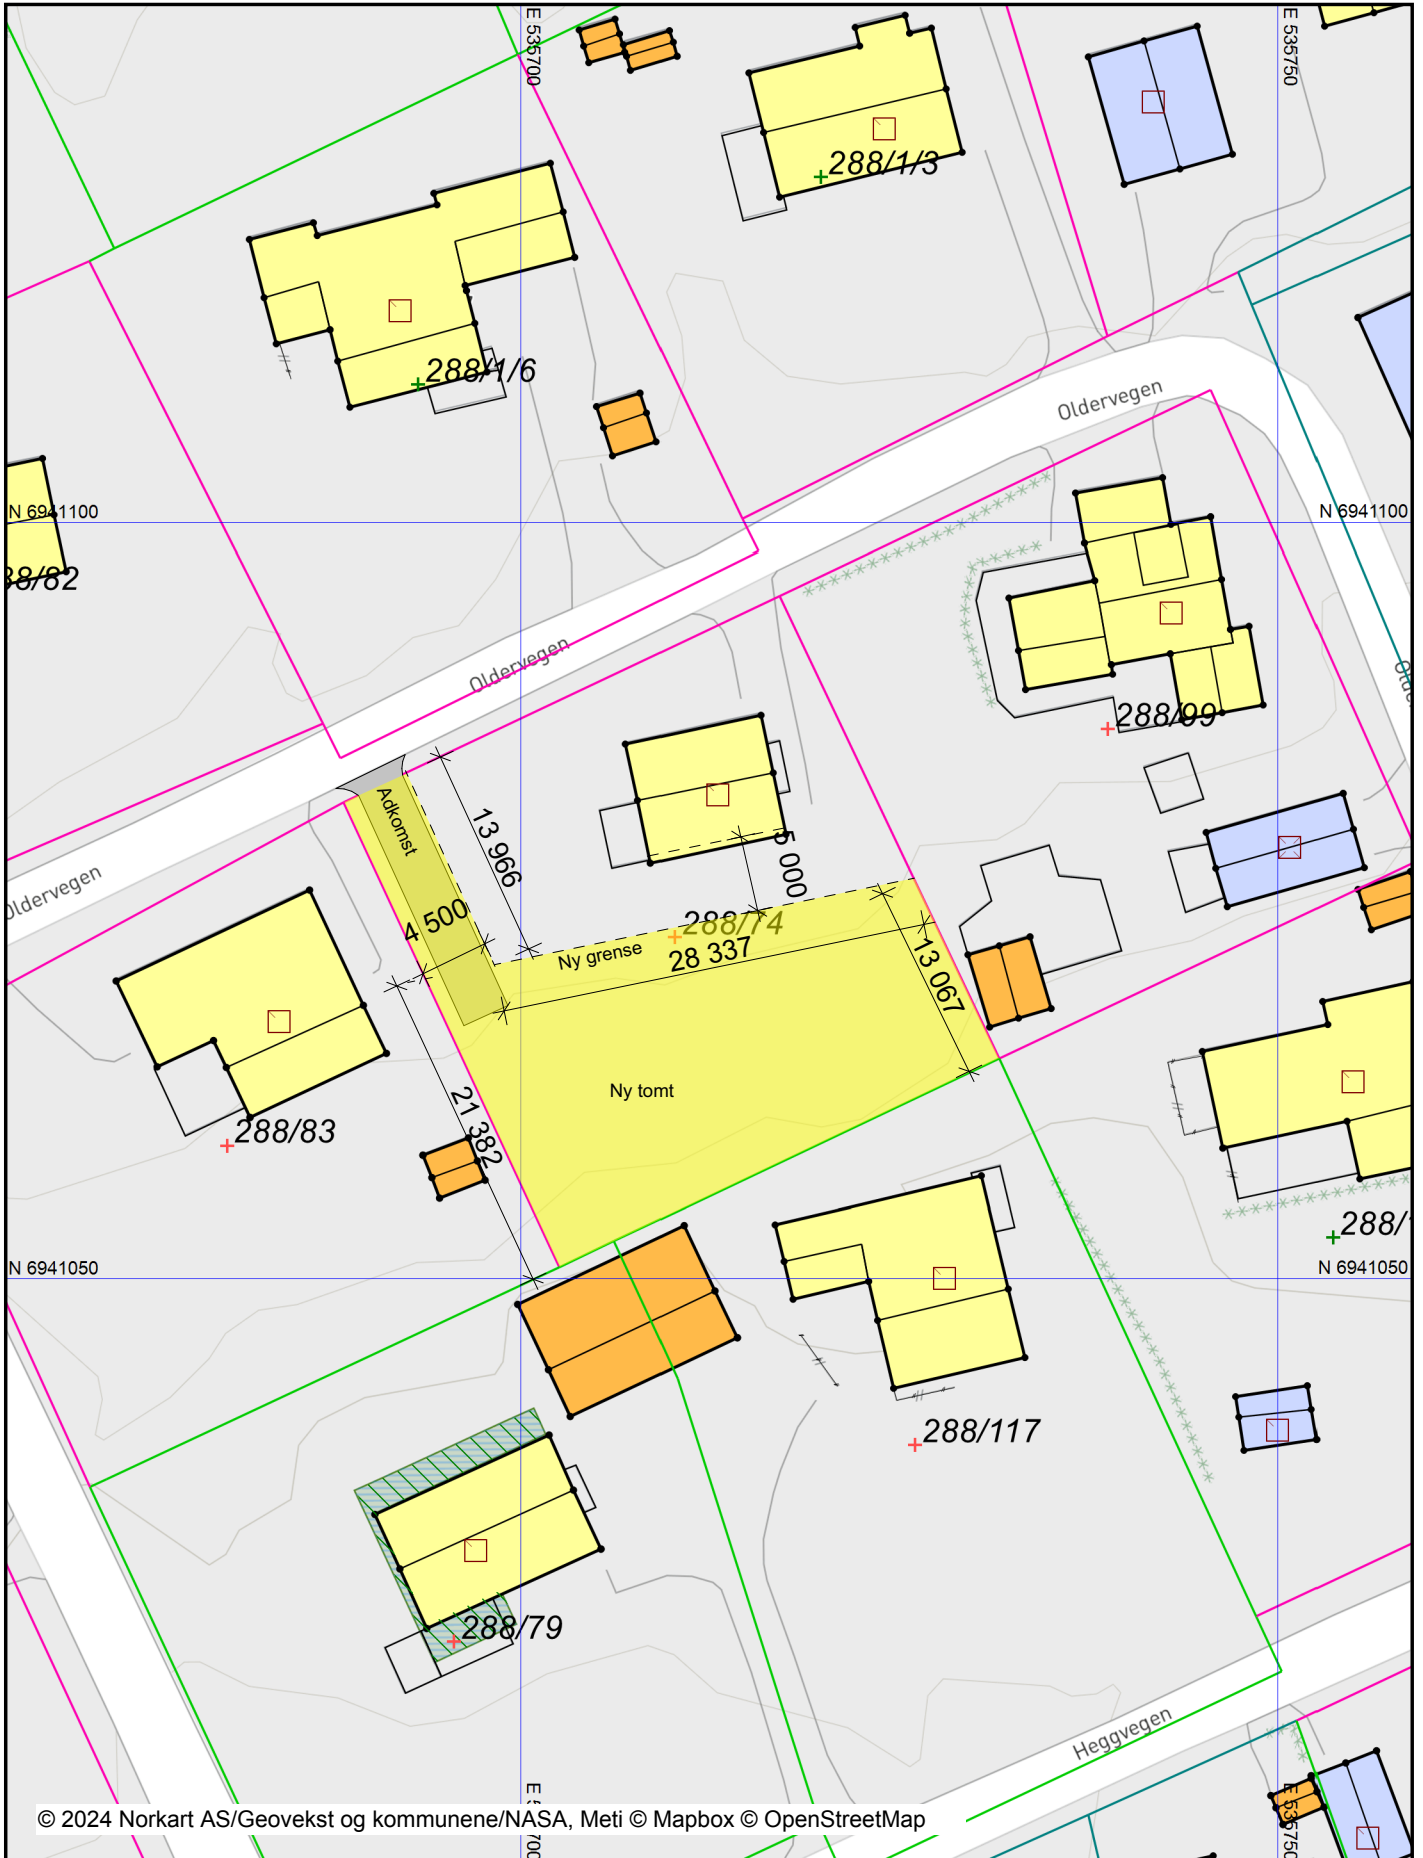 E 535700
E 535750
288/1/3
288/1/6
Oldervegen
N 6941100
N 6941100
38/82
Oldervegen
288/99
Adkomst
13 966
5 000
Oldervegen
4 500
288/74
Ny grense
28 337
13 067
Ny tomt
21 382
288/83
288/
N 6941050
N 6941050
288/117
288/79
Heggvegen
E 535750
© 2024 Norkart AS/Geovekst og kommunene/NASA, Meti © Mapbox © OpenStreetMap